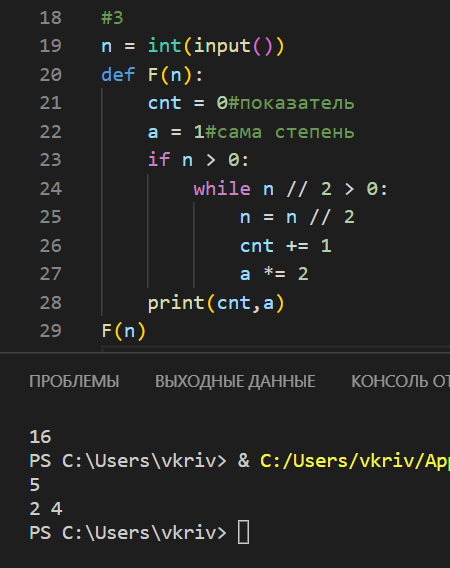 18 #3
19 n = int(input())
20 def F(n):
21 cnt = 0#показатель
22 a = 1#сама степень
23 if n > 0:
24 while n // 2 > 0:
25 n = n // 2
26 cnt += 1
27 a *= 2
28 print(cnt,a)
29 F(n)
ПРОБЛЕМЫ ВЫХОДНЫЕ ДАННЫЕ КОНСОЛЬ ОТ
16
PS C:\Users\vkriv> & C:/Users/vkriv/App
5
2 4
PS C:\Users\vkriv>